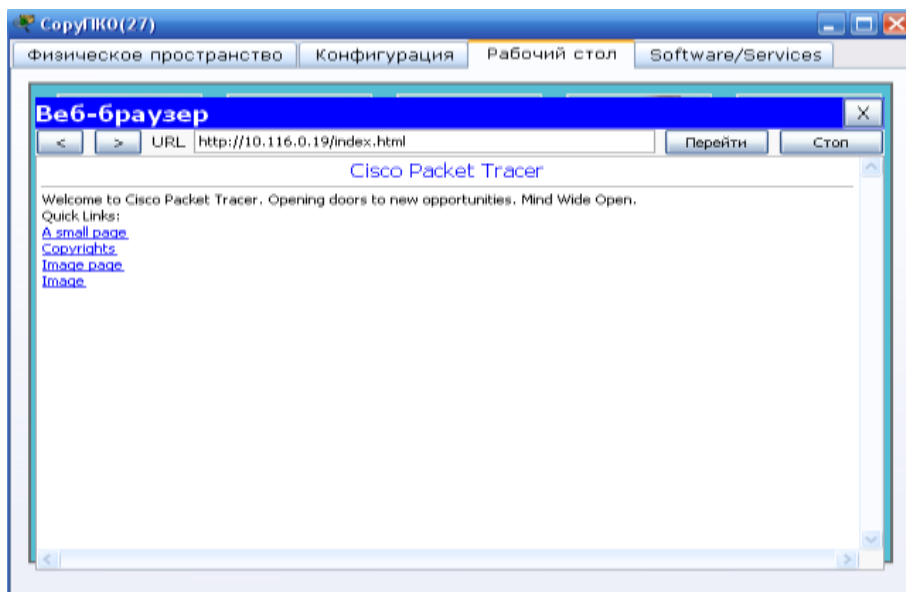 CopyПК0(27)
Физическое пространство Конфигурация Рабочий стол Software/Services
Веб-браузер X
< > URL http://10.116.0.19/index.html Перейти Стоп
Cisco Packet Tracer
Welcome to Cisco Packet Tracer. Opening doors to new opportunities. Mind Wide Open.
Quick Links:
A small page
Copyrights
Image page
Image